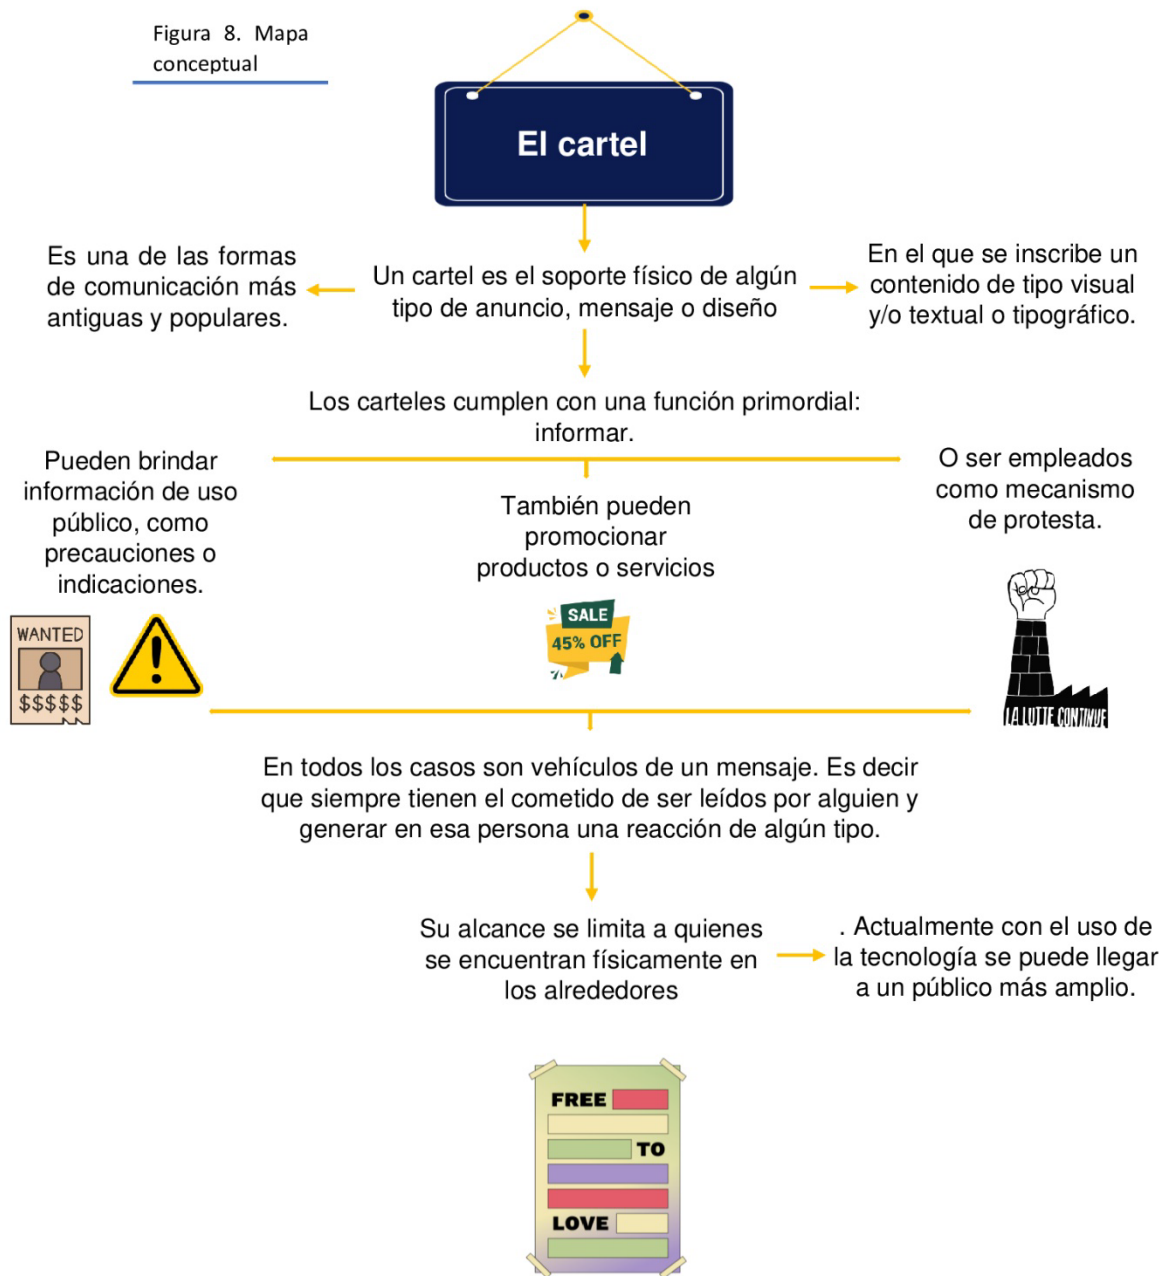 Figura 8. Mapa
conceptual
El cartel
Es una de las formas
de comunicación más
antiguas y populares.
Un cartel es el soporte físico de algún
tipo de anuncio, mensaje o diseño
En el que se inscribe un
contenido de tipo visual
y/o textual o tipográfico.
Los carteles cumplen con una función primordial:
informar.
Pueden brindar
información de uso
público, como
precauciones o
indicaciones.
También pueden
promocionar
productos o servicios
O ser empleados
como mecanismo
de protesta.
WANTED
$$$$$
!
SALE
45% OFF
LA LUTTE CONTINUE
En todos los casos son vehículos de un mensaje. Es decir
que siempre tienen el cometido de ser leídos por alguien y
generar en esa persona una reacción de algún tipo.
Su alcance se limita a quienes
se encuentran físicamente en
los alrededores
. Actualmente con el uso de
la tecnología se puede llegar
a un público más amplio.
FREE
TO
LOVE